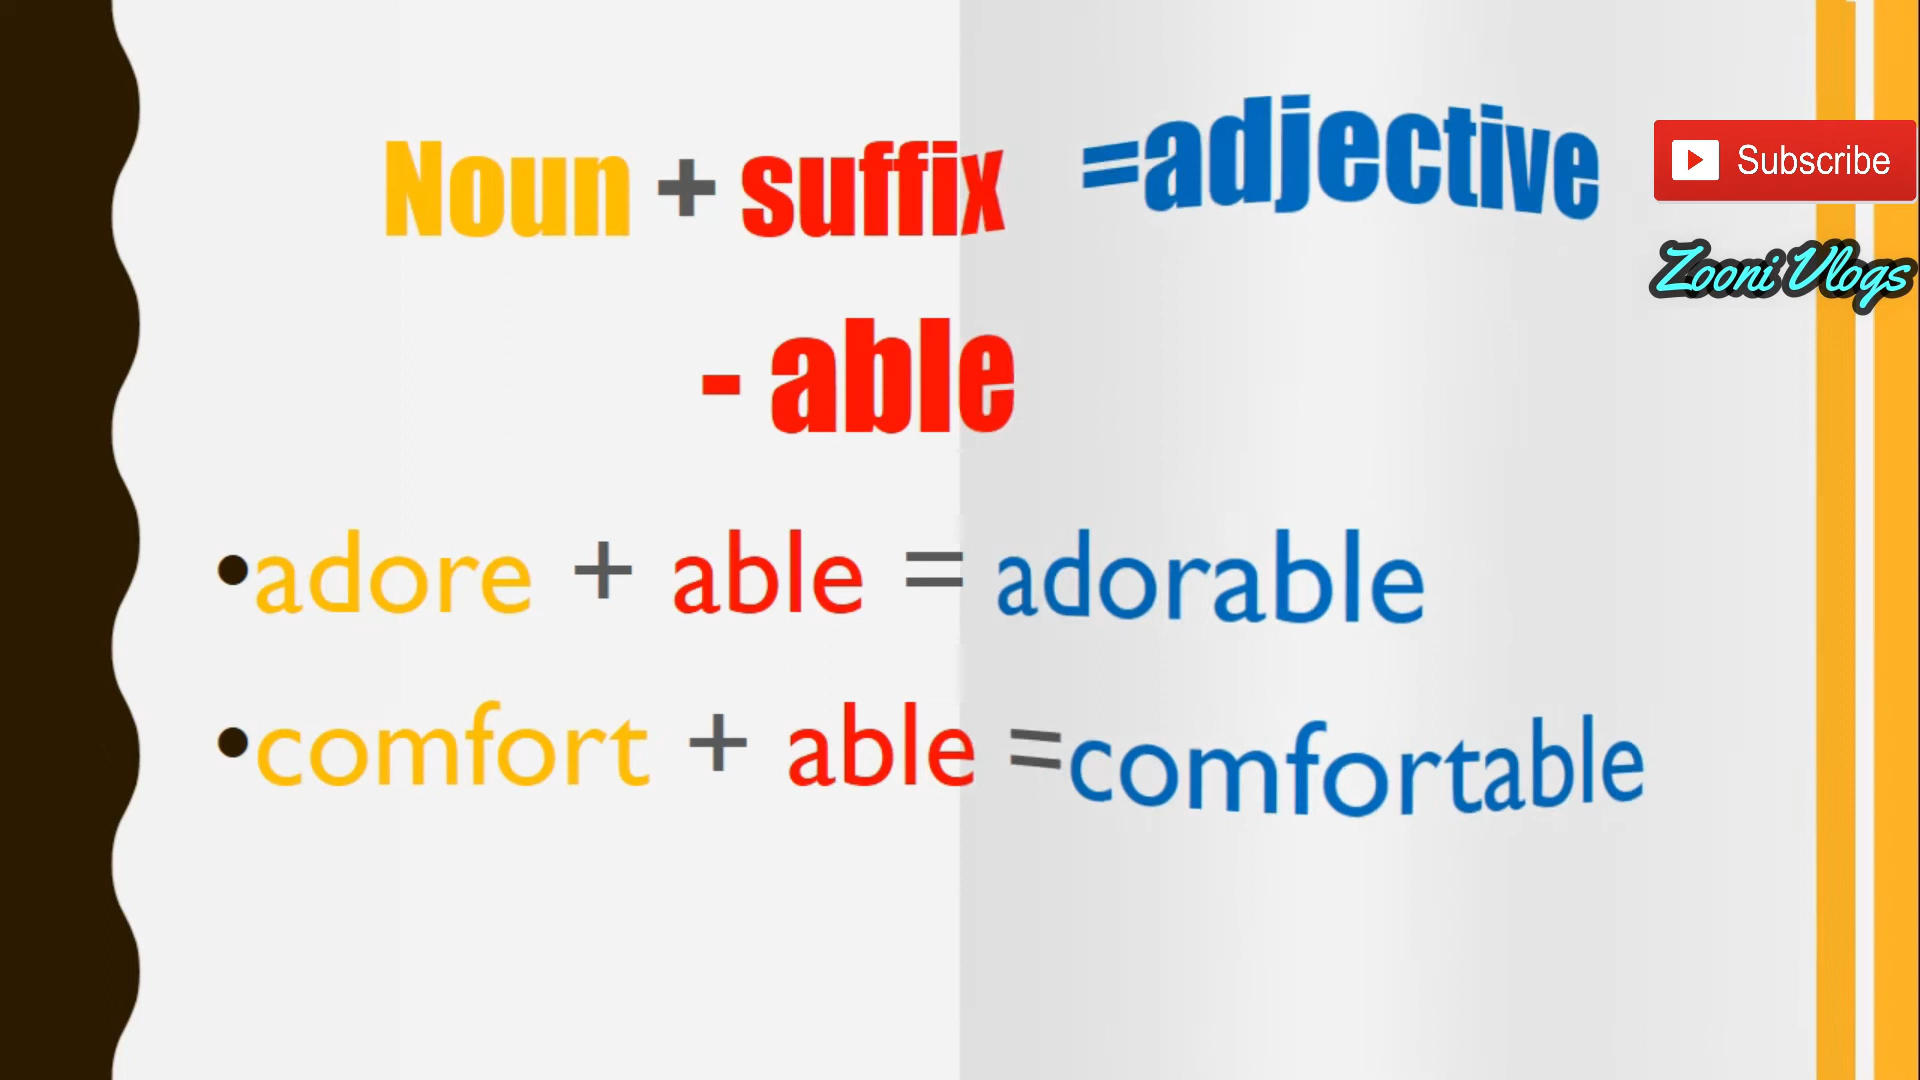 Noun + suffix =adjective
Subscribe
Zooni Vlogs
- able
•adore + able = adorable
•comfort + able =comfortable